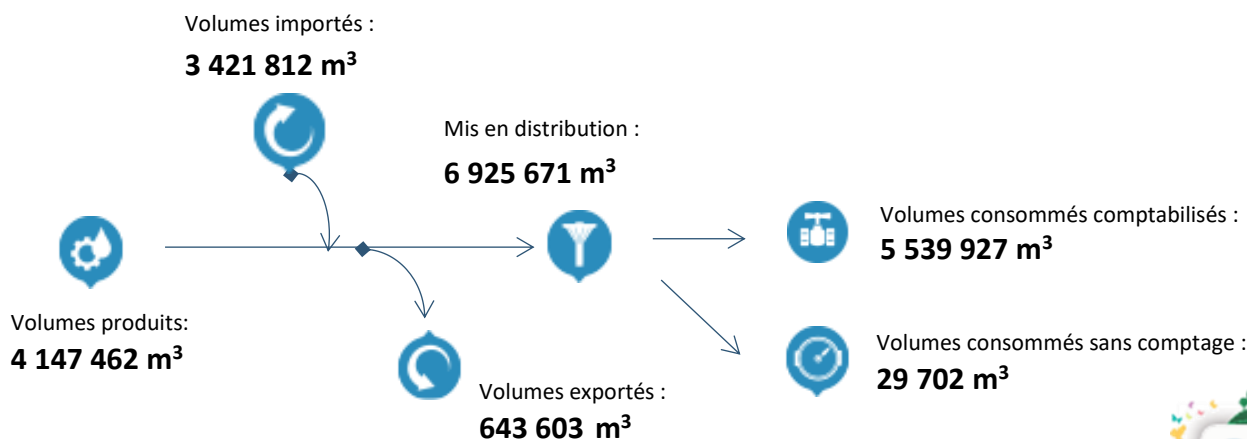 Volumes importés :
3 421 812 m³
Mis en distribution :
6 925 671 m³
Volumes consommés comptabilisés :
5 539 927 m³
Volumes produits:
4 147 462 m³
Volumes consommés sans comptage :
29 702 m³
Volumes exportés :
643 603 m³